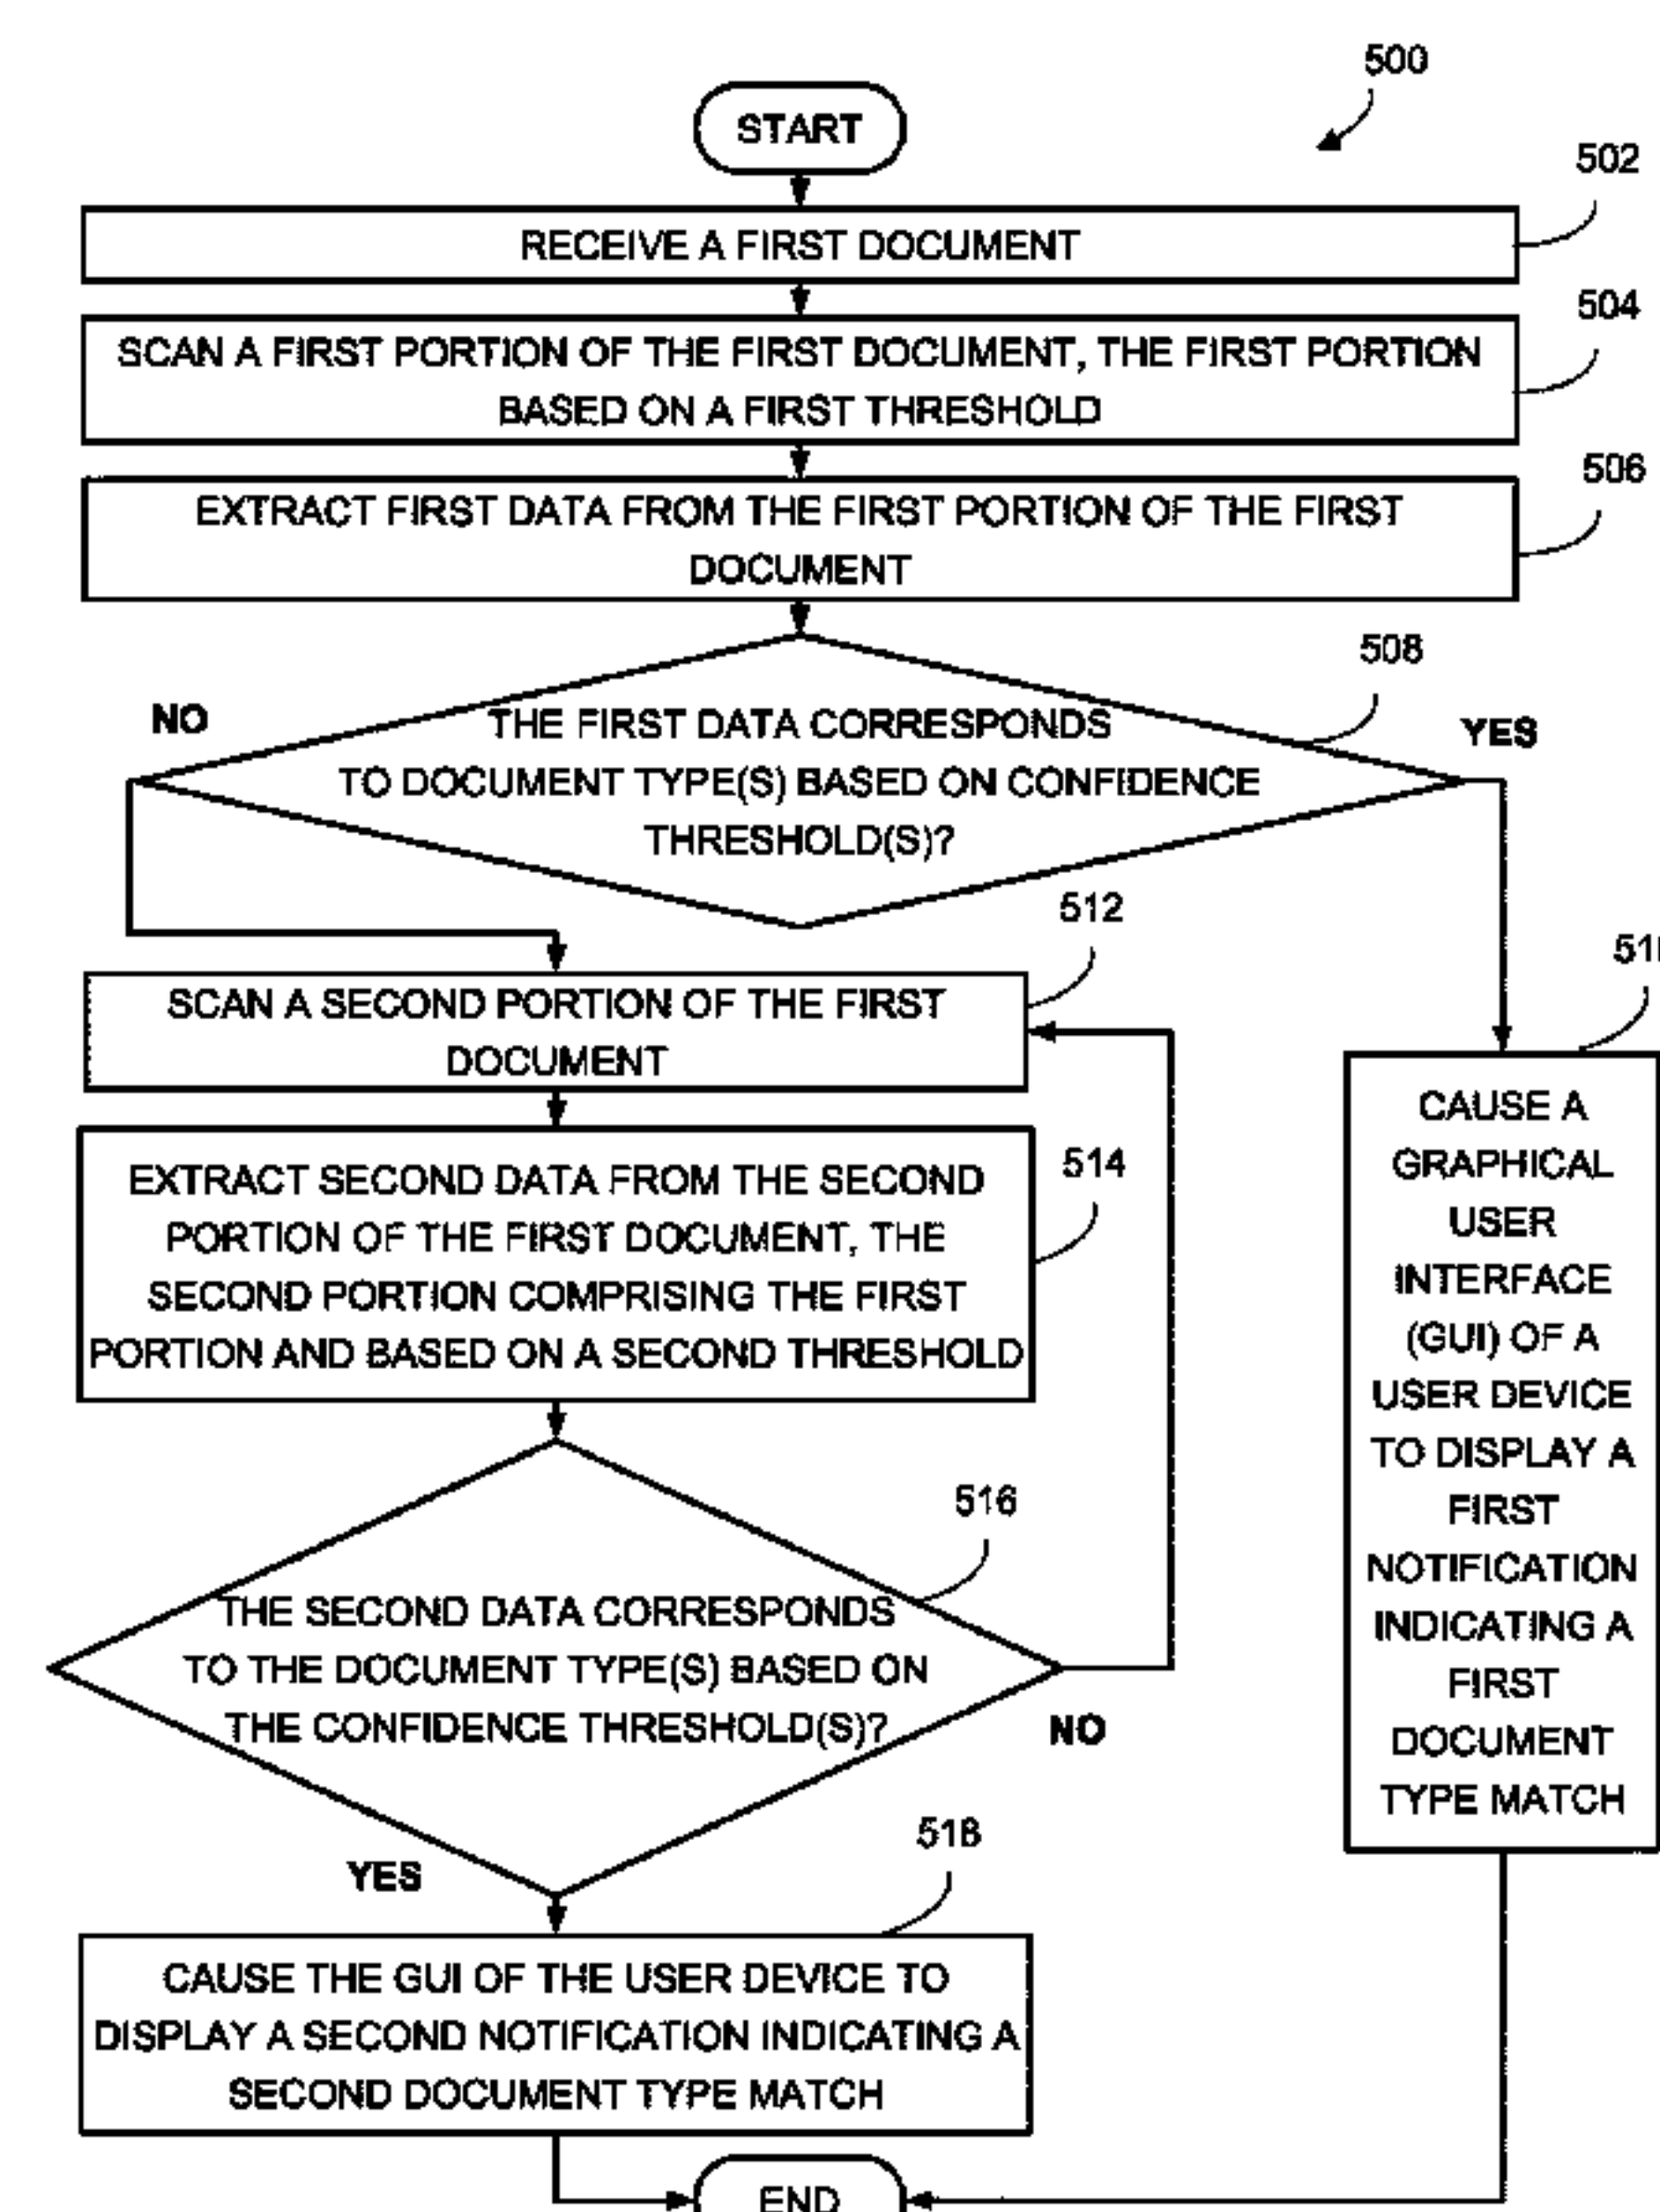 500
START
502
RECEIVE A FIRST DOCUMENT
504
SCAN A FIRST PORTION OF THE FIRST DOCUMENT, THE FIRST PORTION
BASED ON A FIRST THRESHOLD
506
EXTRACT FIRST DATA FROM THE FIRST PORTION OF THE FIRST
DOCUMENT
508
NO
YES
THE FIRST DATA CORRESPONDS
TO DOCUMENT TYPE(S) BASED ON CONFIDENCE
THRESHOLD(S)?
512
SCAN A SECOND PORTION OF THE FIRST
DOCUMENT
514
EXTRACT SECOND DATA FROM THE SECOND
PORTION OF THE FIRST DOCUMENT, THE
SECOND PORTION COMPRISING THE FIRST
PORTION AND BASED ON A SECOND THRESHOLD
516
THE SECOND DATA CORRESPONDS
TO THE DOCUMENT TYPE(S) BASED ON
THE CONFIDENCE THRESHOLD(S)?
NO
YES
518
CAUSE THE GUI OF THE USER DEVICE TO
DISPLAY A SECOND NOTIFICATION INDICATING A
SECOND DOCUMENT TYPE MATCH
CAUSE A
GRAPHICAL
USER
INTERFACE
(GUI) OF A
USER DEVICE
TO DISPLAY A
FIRST
NOTIFICATION
INDICATING A
FIRST
DOCUMENT
TYPE MATCH
END